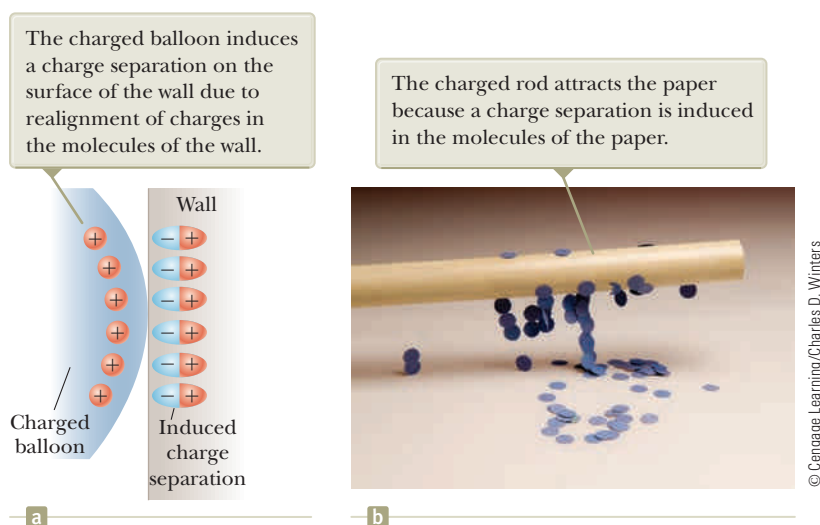 The charged balloon induces
a charge separation on the
surface of the wall due to
realignment of charges in
the molecules of the wall.
The charged rod attracts the paper
because a charge separation is induced
in the molecules of the paper.
Wall
+ − +
+ − +
+ − +
+ − +
+ − +
+ − +
Charged
balloon
Induced
charge
separation
© Cengage Learning/Charles D. Winters
a
b